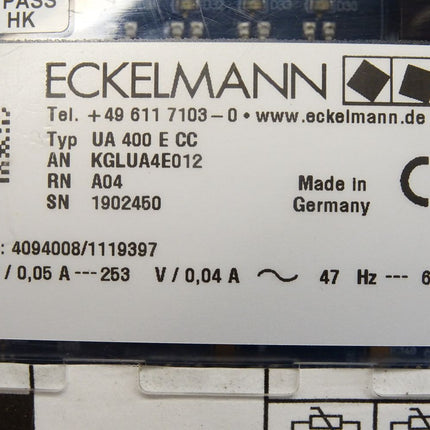 PASS
HK
ECKELMANN
Tel. +49 611 7103-0 • www.eckelmann.de
Typ UA 400 E CC
AN KGLUA4E012
RN A04
SN 1902450
Made in
Germany
: 4094008/1119397
/ 0,05 A --- 253 V / 0,04 A ~ 47 Hz --- 6